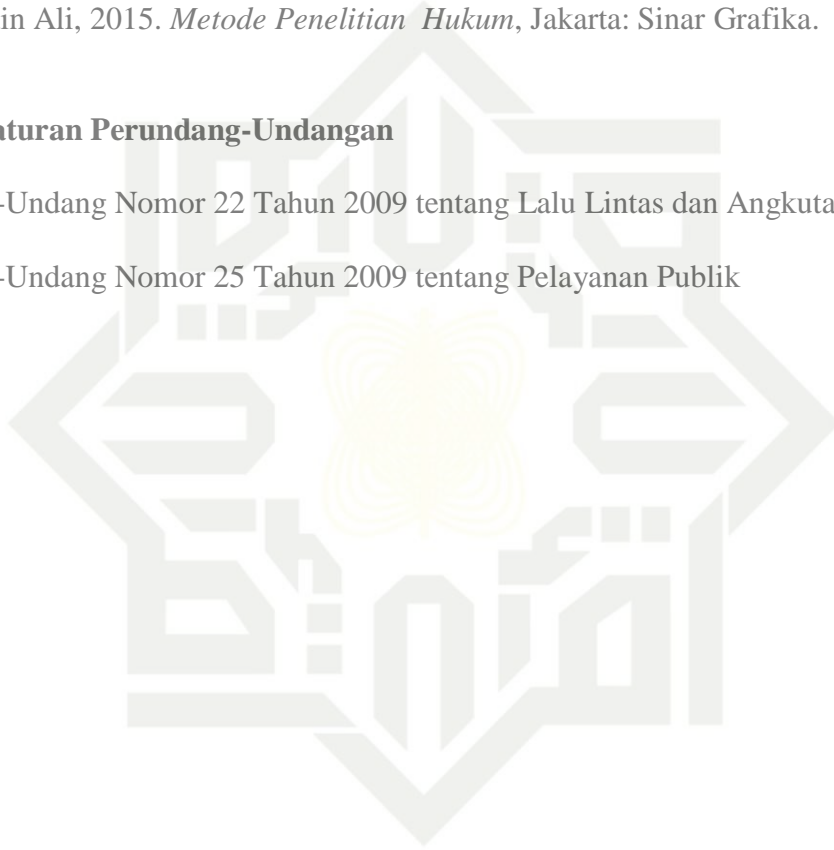 in Ali, 2015. Metode Penelitian Hukum, Jakarta: Sinar Grafika.
aturan Perundang-Undangan
-Undang Nomor 22 Tahun 2009 tentang Lalu Lintas dan Angkuta
-Undang Nomor 25 Tahun 2009 tentang Pelayanan Publik